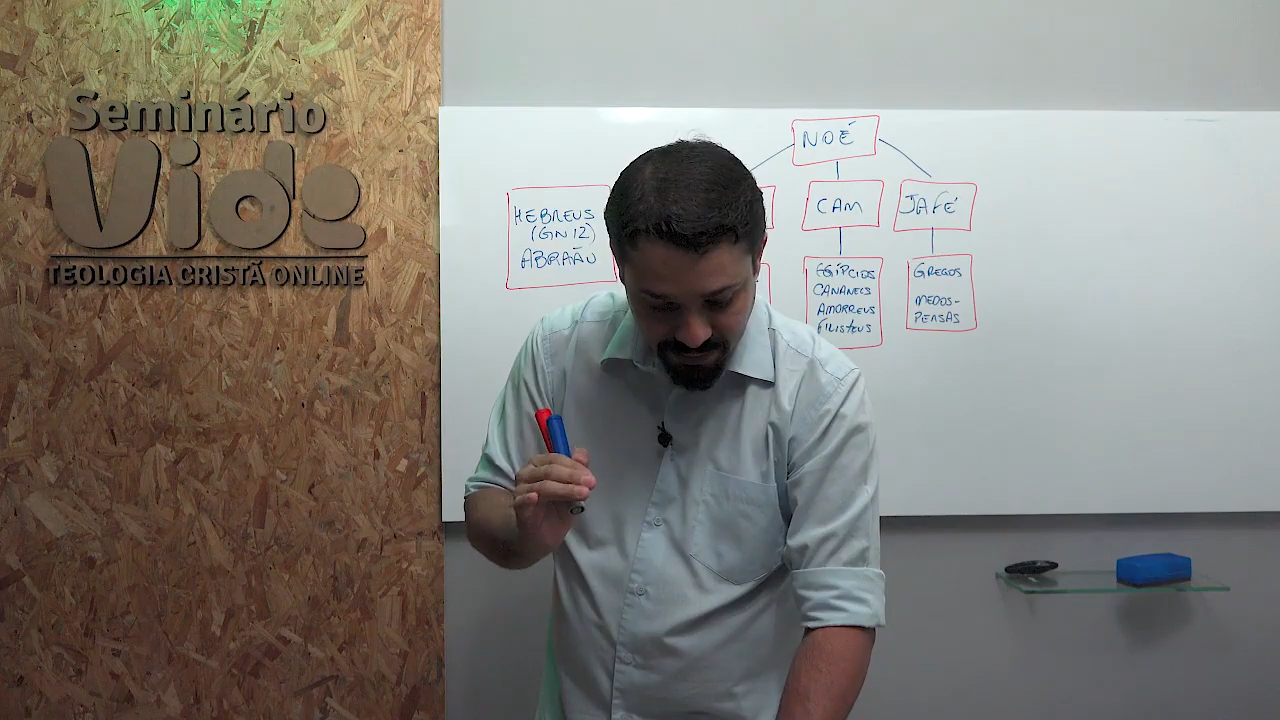 Seminário
Vide
TEOLOGIA CRISTÃ ONLINE
NOÉ
HEBREUS
(GN 12)
ABRAÃO
CAM
JAFÉ
EGÍPCIOS
CANANEUS
AMORREUS
FILISTEUS
GREGOS
MEDOS-
PERSAS